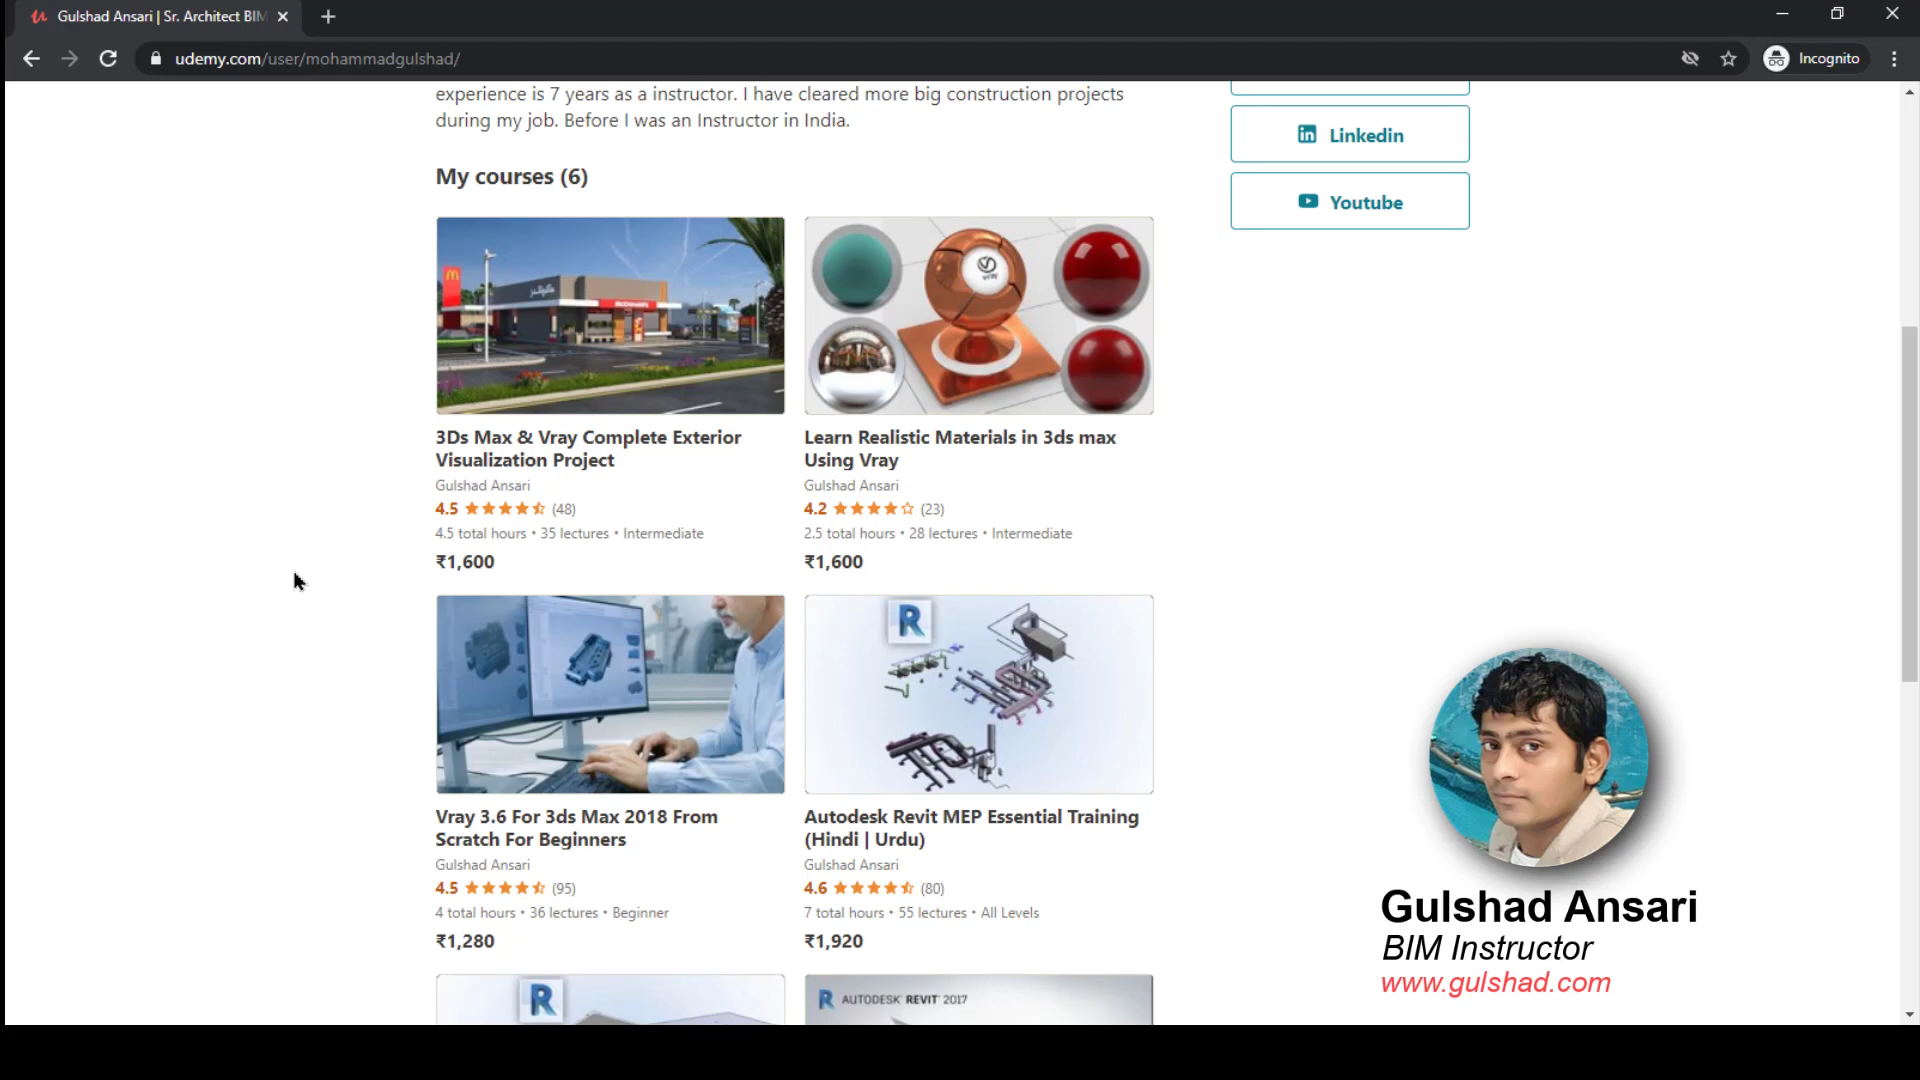 Gulshad Ansari | Sr. Architect BIM
udemy.com/user/mohammadgulshad/
Incognito
experience is 7 years as a instructor. I have cleared more big construction projects
during my job. Before I was an Instructor in India.
Linkedin
Youtube
My courses (6)
McDonald's
vray
3Ds Max & Vray Complete Exterior
Visualization Project
Gulshad Ansari
4.5 (48)
4.5 total hours • 35 lectures • Intermediate
₹1,600
Learn Realistic Materials in 3ds max
Using Vray
Gulshad Ansari
4.2 (23)
2.5 total hours • 28 lectures • Intermediate
₹1,600
R
Vray 3.6 For 3ds Max 2018 From
Scratch For Beginners
Gulshad Ansari
4.5 (95)
4 total hours • 36 lectures • Beginner
₹1,280
Autodesk Revit MEP Essential Training
(Hindi | Urdu)
Gulshad Ansari
4.6 (80)
7 total hours • 55 lectures • All Levels
₹1,920
R
R AUTODESK® REVIT® 2017
Gulshad Ansari
BIM Instructor
www.gulshad.com